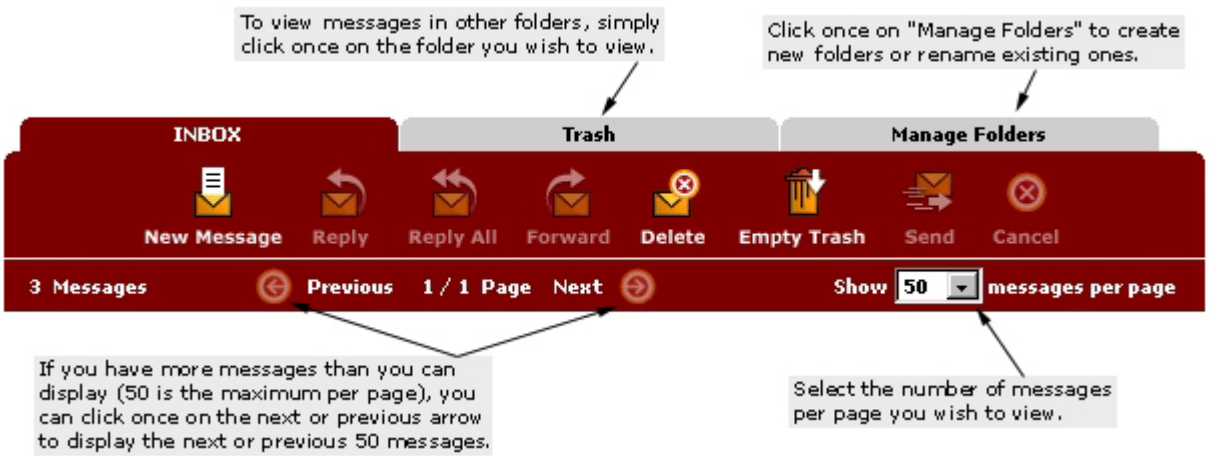 To view messages in other folders, simply
click once on the folder you wish to view.
Click once on "Manage Folders" to create
new folders or rename existing ones.
INBOX
Trash
Manage Folders
New Message
Reply
Reply All
Forward
Delete
Empty Trash
Send
Cancel
3 Messages
Previous
1 / 1 Page
Next
Show 50 messages per page
If you have more messages than you can
display (50 is the maximum per page), you
can click once on the next or previous arrow
to display the next or previous 50 messages.
Select the number of messages
per page you wish to view.